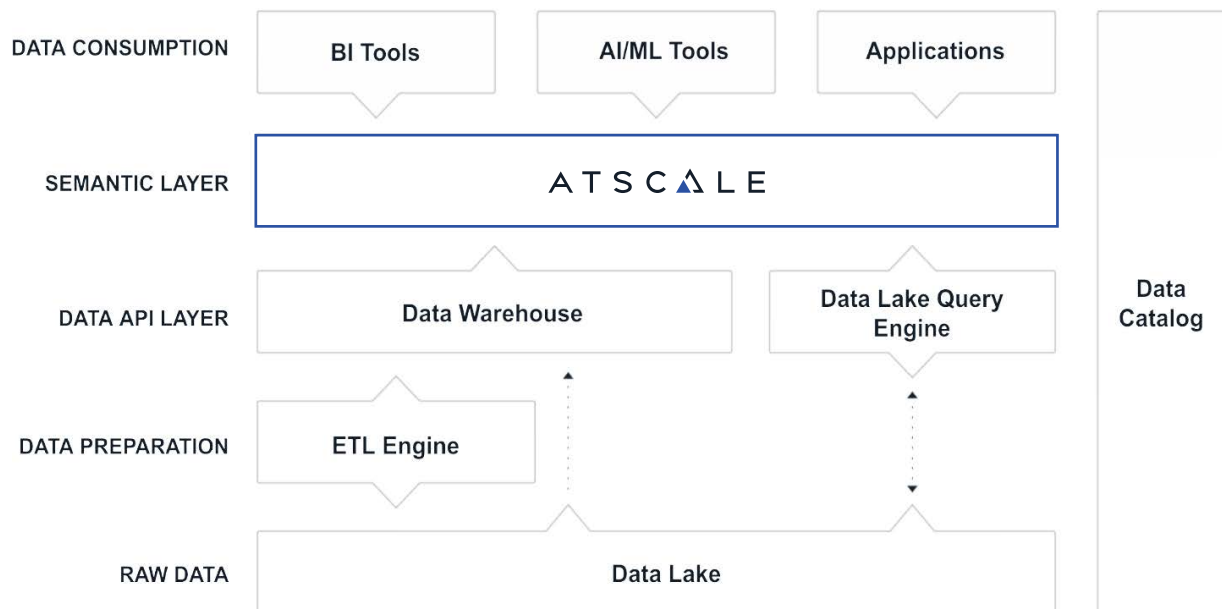 DATA CONSUMPTION
BI Tools
AI/ML Tools
Applications
SEMANTIC LAYER
ATSCALE
DATA API LAYER
Data Warehouse
Data Lake Query
Engine
Data
Catalog
DATA PREPARATION
ETL Engine
RAW DATA
Data Lake